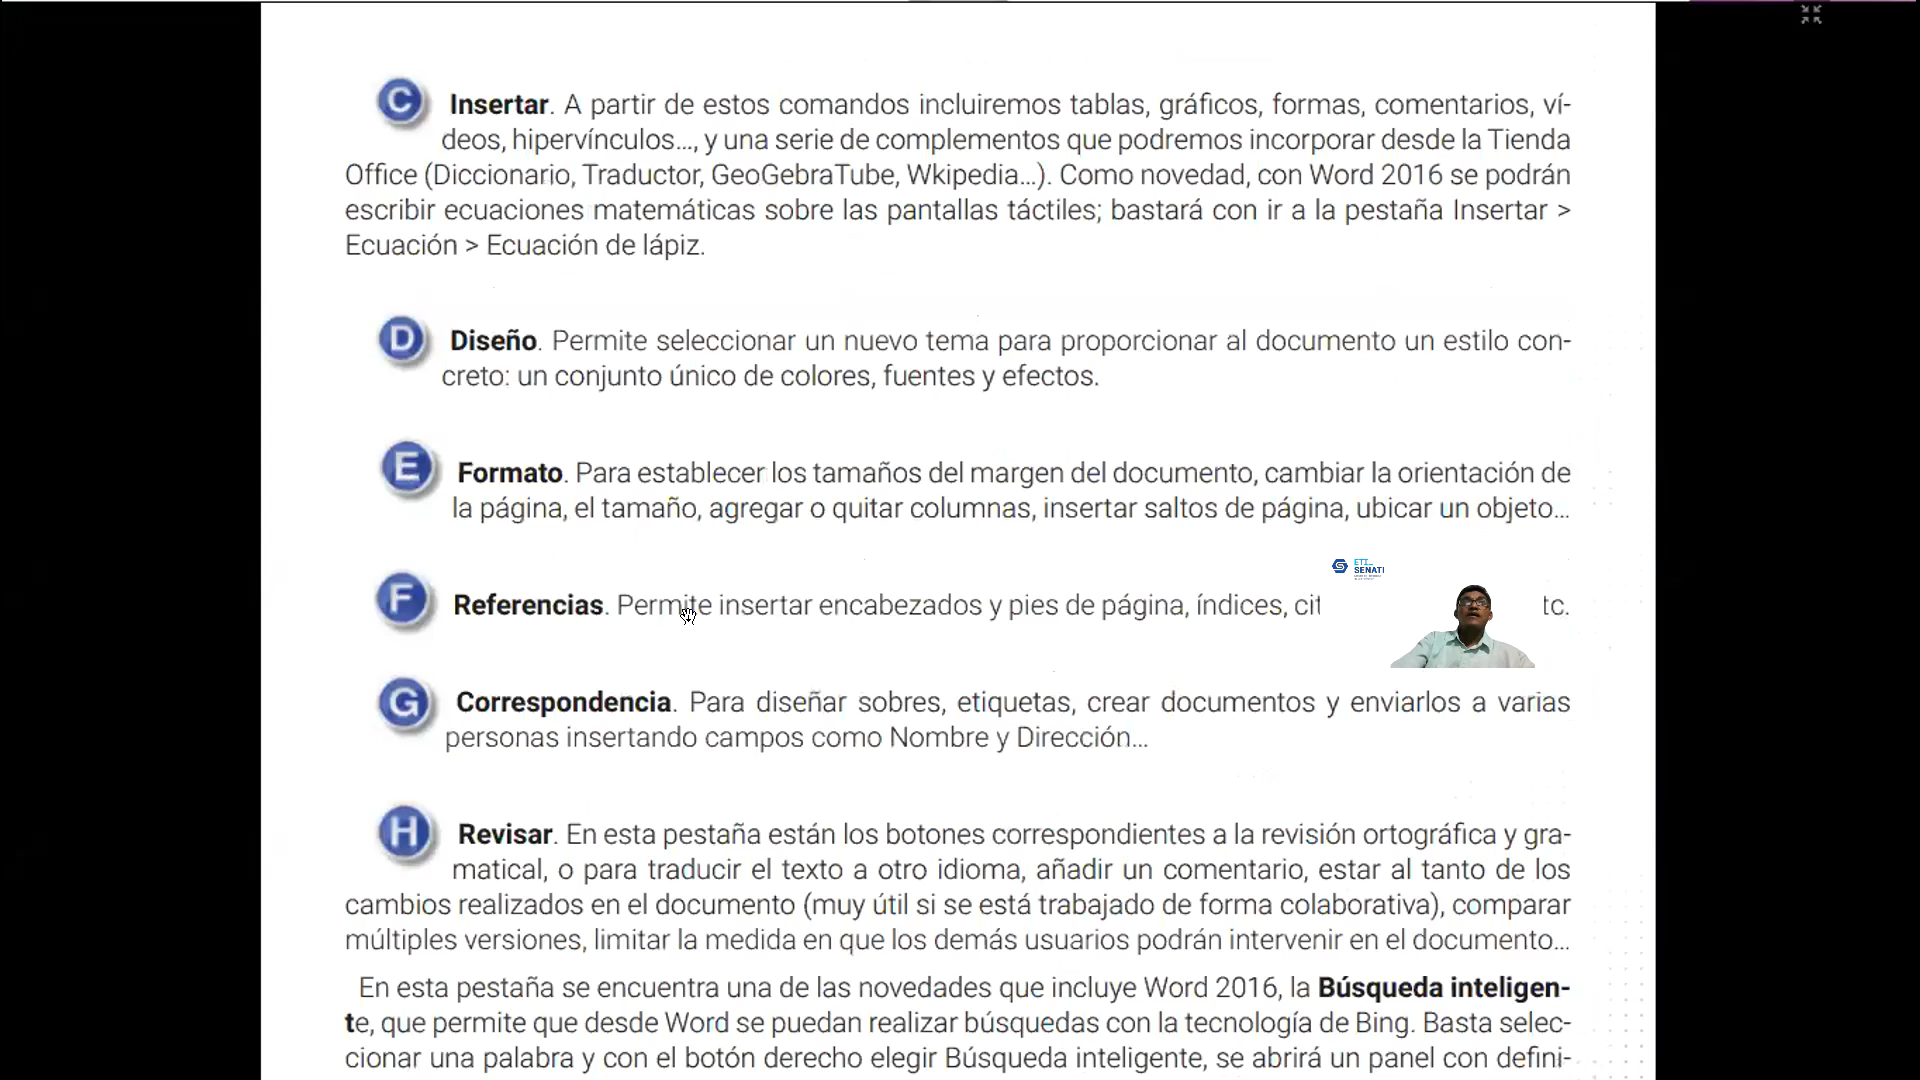 C Insertar. A partir de estos comandos incluiremos tablas, gráficos, formas, comentarios, ví-
deos, hipervínculos..., y una serie de complementos que podremos incorporar desde la Tienda
Office (Diccionario, Traductor, GeoGebraTube, Wkipedia...). Como novedad, con Word 2016 se podrán
escribir ecuaciones matemáticas sobre las pantallas táctiles; bastará con ir a la pestaña Insertar >
Ecuación > Ecuación de lápiz.
D Diseño. Permite seleccionar un nuevo tema para proporcionar al documento un estilo con-
creto: un conjunto único de colores, fuentes y efectos.
E Formato. Para establecer los tamaños del margen del documento, cambiar la orientación de
la página, el tamaño, agregar o quitar columnas, insertar saltos de página, ubicar un objeto...
ETI
SENATI
F Referencias. Permite insertar encabezados y pies de página, índices, cit tc.
G Correspondencia. Para diseñar sobres, etiquetas, crear documentos y enviarlos a varias
personas insertando campos como Nombre y Dirección...
H Revisar. En esta pestaña están los botones correspondientes a la revisión ortográfica y gra-
matical, o para traducir el texto a otro idioma, añadir un comentario, estar al tanto de los
cambios realizados en el documento (muy útil si se está trabajado de forma colaborativa), comparar
múltiples versiones, limitar la medida en que los demás usuarios podrán intervenir en el documento...
En esta pestaña se encuentra una de las novedades que incluye Word 2016, la Búsqueda inteligen-
te, que permite que desde Word se puedan realizar búsquedas con la tecnología de Bing. Basta selec-
cionar una palabra y con el botón derecho elegir Búsqueda inteligente, se abrirá un panel con defini-